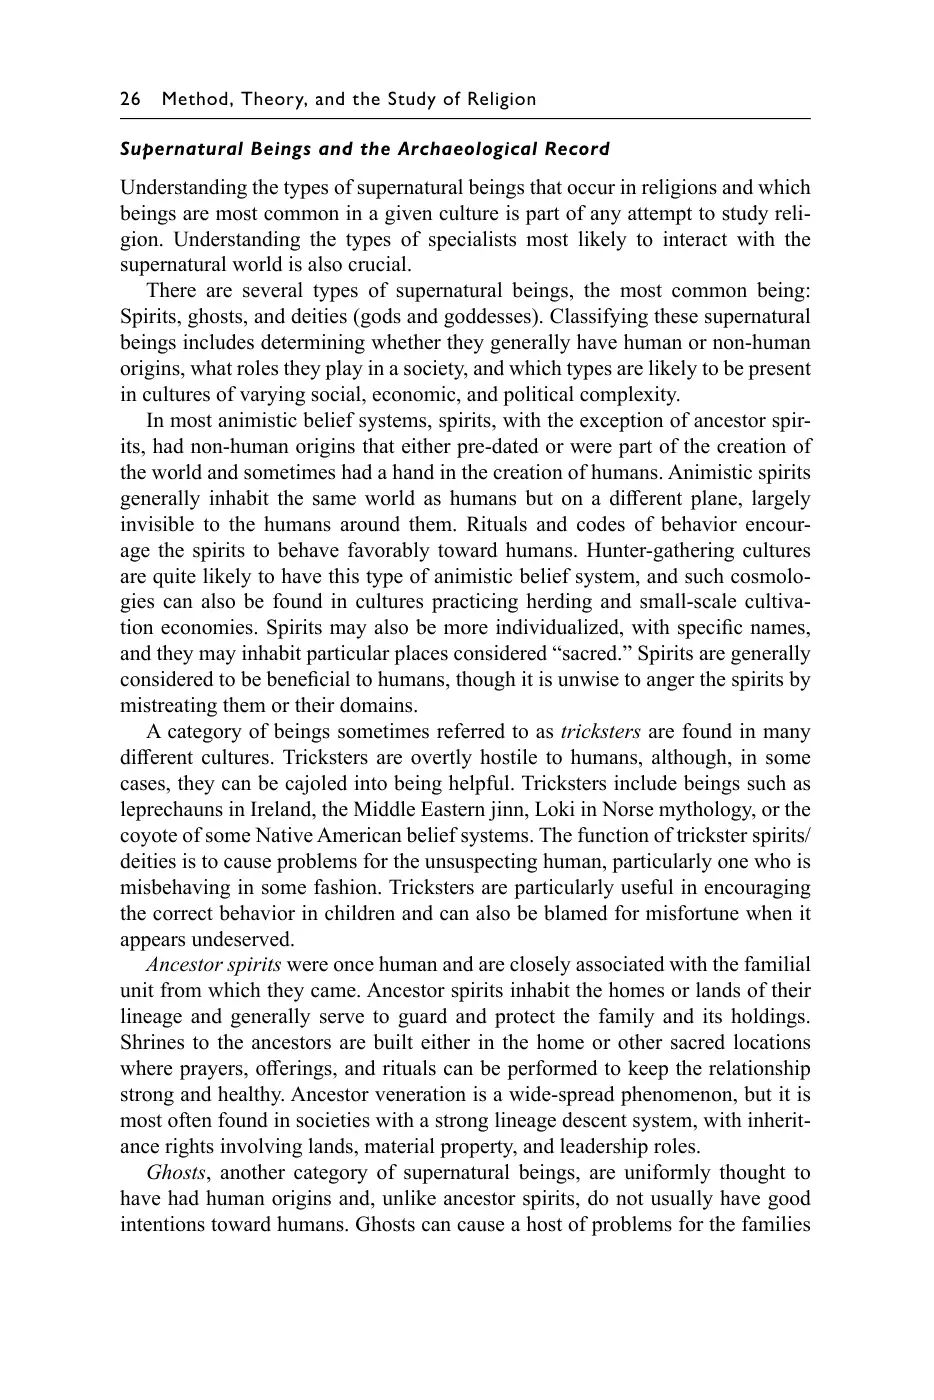 26 Method, Theory, and the Study of Religion
Supernatural Beings and the Archaeological Record
Understanding the types of supernatural beings that occur in religions and which
beings are most common in a given culture is part of any attempt to study reli-
gion. Understanding the types of specialists most likely to interact with the
supernatural world is also crucial.
There are several types of supernatural beings, the most common being:
Spirits, ghosts, and deities (gods and goddesses). Classifying these supernatural
beings includes determining whether they generally have human or non-human
origins, what roles they play in a society, and which types are likely to be present
in cultures of varying social, economic, and political complexity.
In most animistic belief systems, spirits, with the exception of ancestor spir-
its, had non-human origins that either pre-dated or were part of the creation of
the world and sometimes had a hand in the creation of humans. Animistic spirits
generally inhabit the same world as humans but on a different plane, largely
invisible to the humans around them. Rituals and codes of behavior encour-
age the spirits to behave favorably toward humans. Hunter-gathering cultures
are quite likely to have this type of animistic belief system, and such cosmolo-
gies can also be found in cultures practicing herding and small-scale cultiva-
tion economies. Spirits may also be more individualized, with specific names,
and they may inhabit particular places considered “sacred.” Spirits are generally
considered to be beneficial to humans, though it is unwise to anger the spirits by
mistreating them or their domains.
A category of beings sometimes referred to as tricksters are found in many
different cultures. Tricksters are overtly hostile to humans, although, in some
cases, they can be cajoled into being helpful. Tricksters include beings such as
leprechauns in Ireland, the Middle Eastern jinn, Loki in Norse mythology, or the
coyote of some Native American belief systems. The function of trickster spirits/
deities is to cause problems for the unsuspecting human, particularly one who is
misbehaving in some fashion. Tricksters are particularly useful in encouraging
the correct behavior in children and can also be blamed for misfortune when it
appears undeserved.
Ancestor spirits were once human and are closely associated with the familial
unit from which they came. Ancestor spirits inhabit the homes or lands of their
lineage and generally serve to guard and protect the family and its holdings.
Shrines to the ancestors are built either in the home or other sacred locations
where prayers, offerings, and rituals can be performed to keep the relationship
strong and healthy. Ancestor veneration is a wide-spread phenomenon, but it is
most often found in societies with a strong lineage descent system, with inherit-
ance rights involving lands, material property, and leadership roles.
Ghosts, another category of supernatural beings, are uniformly thought to
have had human origins and, unlike ancestor spirits, do not usually have good
intentions toward humans. Ghosts can cause a host of problems for the families